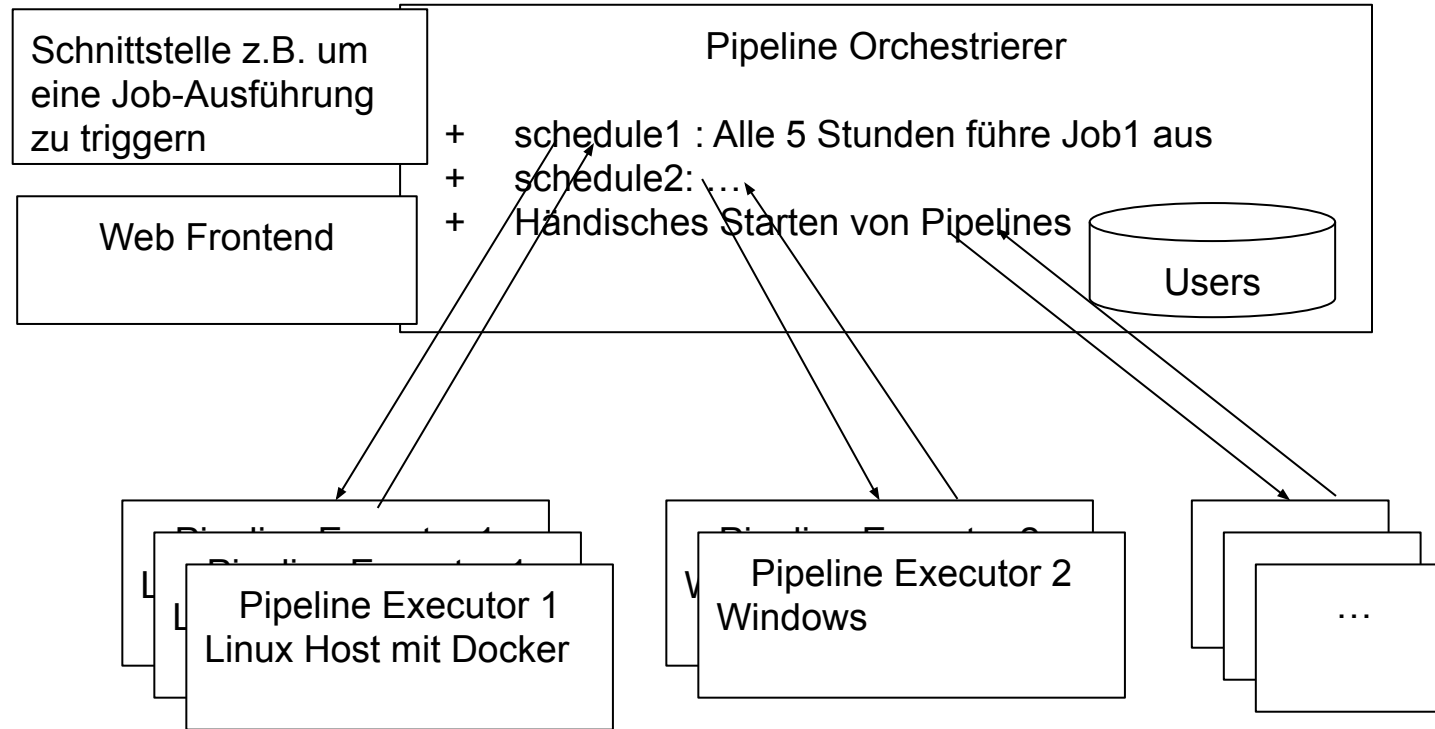 Schnittstelle z.B. um
eine Job-Ausführung
zu triggern
Web Frontend
Pipeline Orchestrierer
+ schedule1 : Alle 5 Stunden führe Job1 aus
+ schedule2: …
+ Händisches Starten von Pipelines
Users
Pipeline Executor 1
Linux Host mit Docker
Pipeline Executor 2
Windows
…